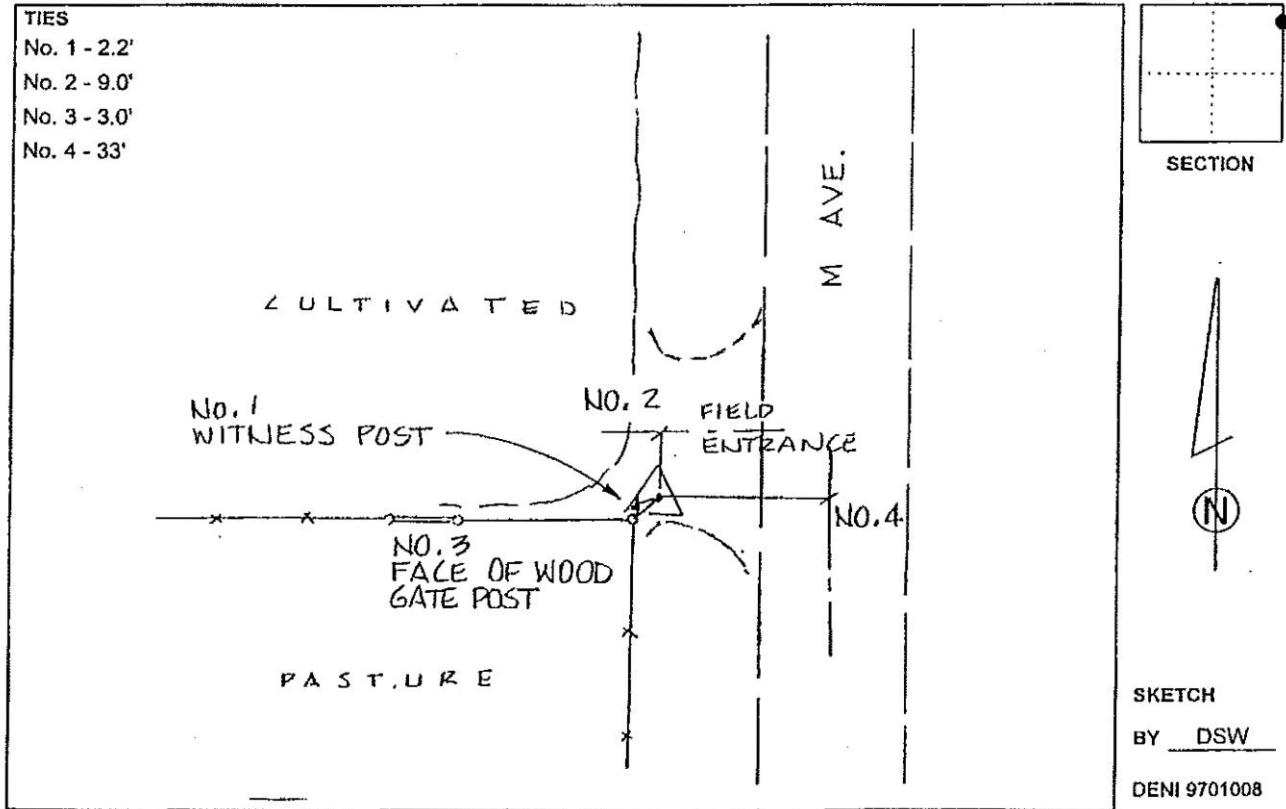 TIES
No. 1 - 2.2'
No. 2 - 9.0'
No. 3 - 3.0'
No. 4 - 33'
SECTION
M AVE.
CULTIVATED
NO. 1
WITNESS POST
NO. 2
FIELD
ENTRANCE
NO. 4
NO. 3
FACE OF WOOD
GATE POST
PAST.URE
N
SKETCH
BY DSW
DENI 9701008